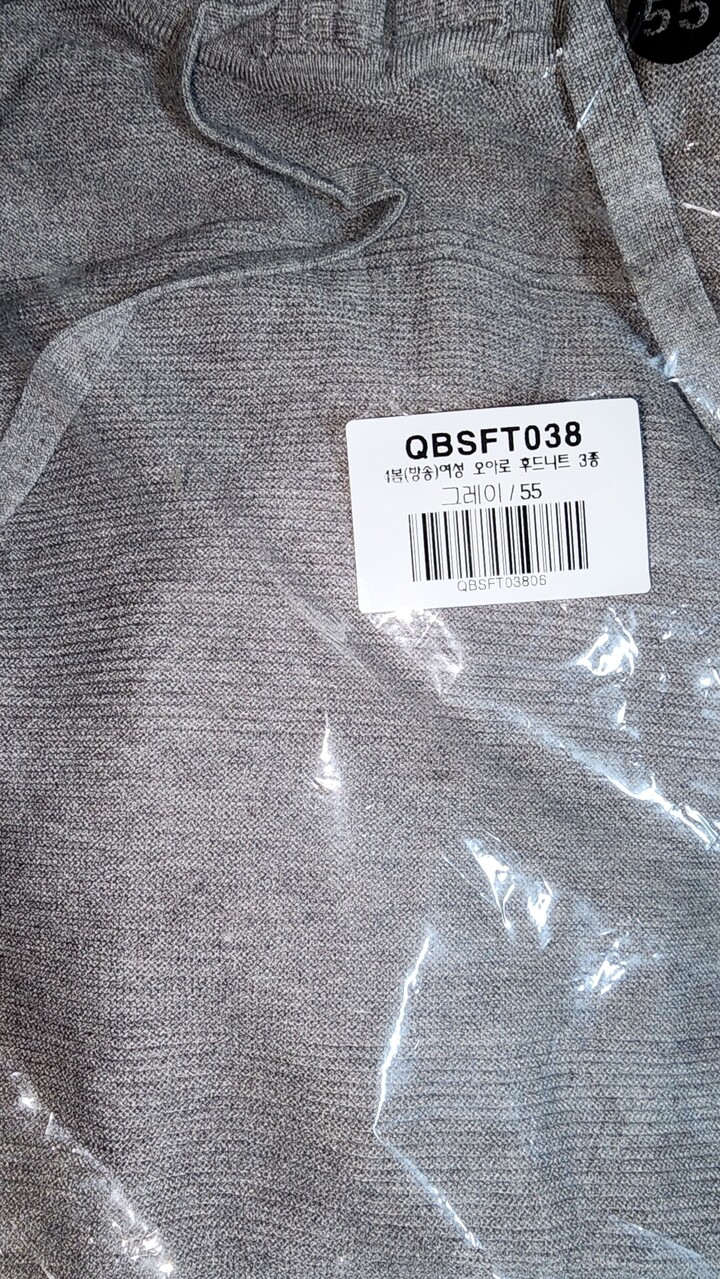 55
QBSFT038
4봄(방송)여성 오아로 후드니트 3종
그레이 / 55
QBSFT03806